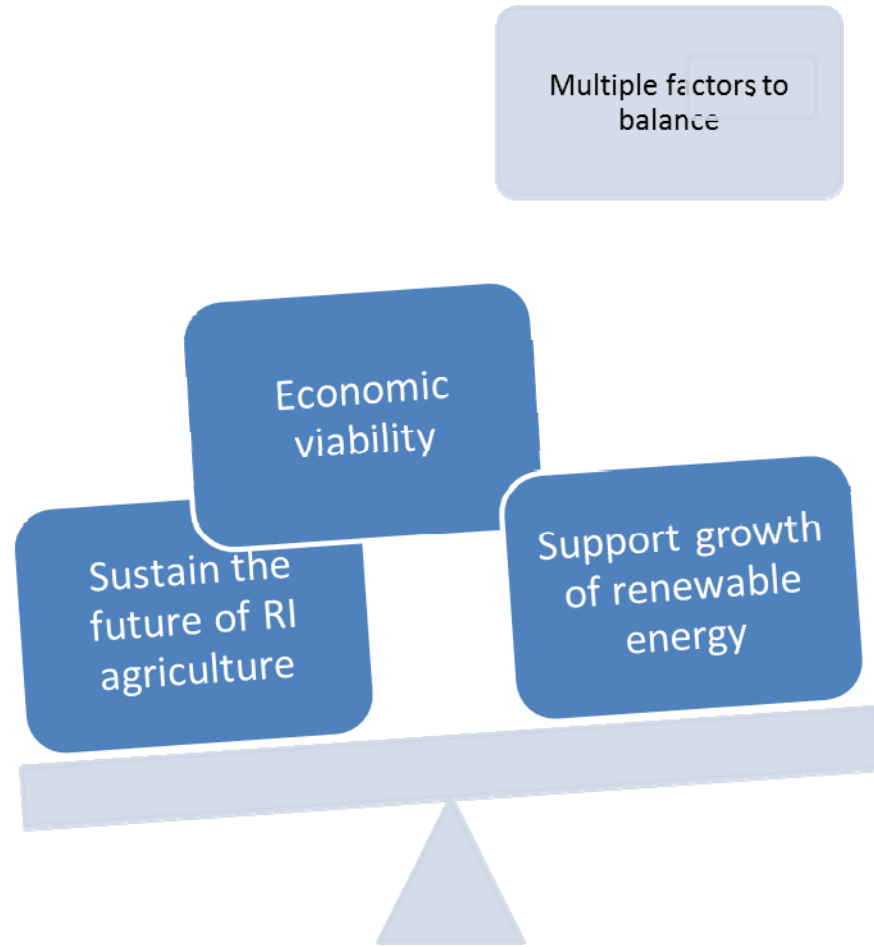 Multiple factors to
balance
Economic
viability
Sustain the
future of RI
agriculture
Support growth
of renewable
energy